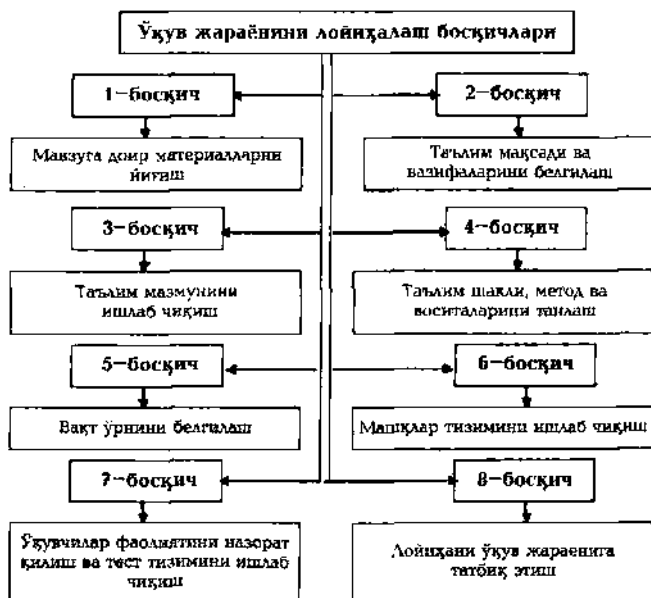 Ўқув жараёнини лойиҳалаш босқичлари
1–босқич
2–босқич
Мавзуга доир материалларни
йиғиш
Таълим мақсади ва
вазифаларини белгилаш
3–босқич
4–босқич
Таълим мазмунини
ишлаб чиқиш
Таълим шакли, метод ва
воситаларини танлаш
5–босқич
6–босқич
Вақт ўрнини белгилаш
Машқлар тизимини ишлаб чиқиш
7–босқич
8–босқич
Ўқувчилар фаолиятини назорат
қилиш ва тест тизимини ишлаб
чиқиш
Лойиҳани ўқув жараенига
татбиқ этиш